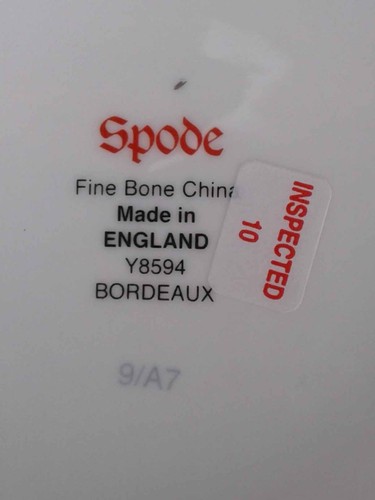 Spode
Fine Bone China
Made in
ENGLAND
Y8594
BORDEAUX
INSPECTED
10
9/A7